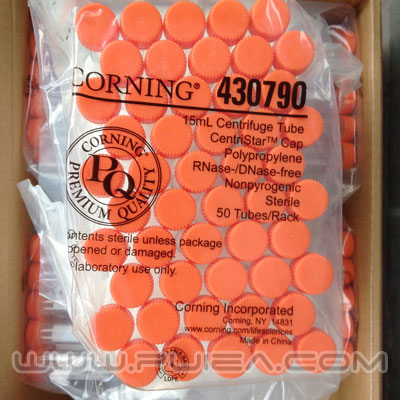 CORNING® 430790
15mL Centrifuge Tube
CentriStar™ Cap
Polypropylene
RNase-/DNase-free
Nonpyrogenic
Sterile
50 Tubes/Rack
CORNING
PQ
PREMIUM QUALITY
Contents sterile unless package
opened or damaged.
laboratory use only.
Corning Incorporated
Corning, NY 14831
www.corning.com/lifesciences
Made in China
LDPE
WWW.RUIEA.COM